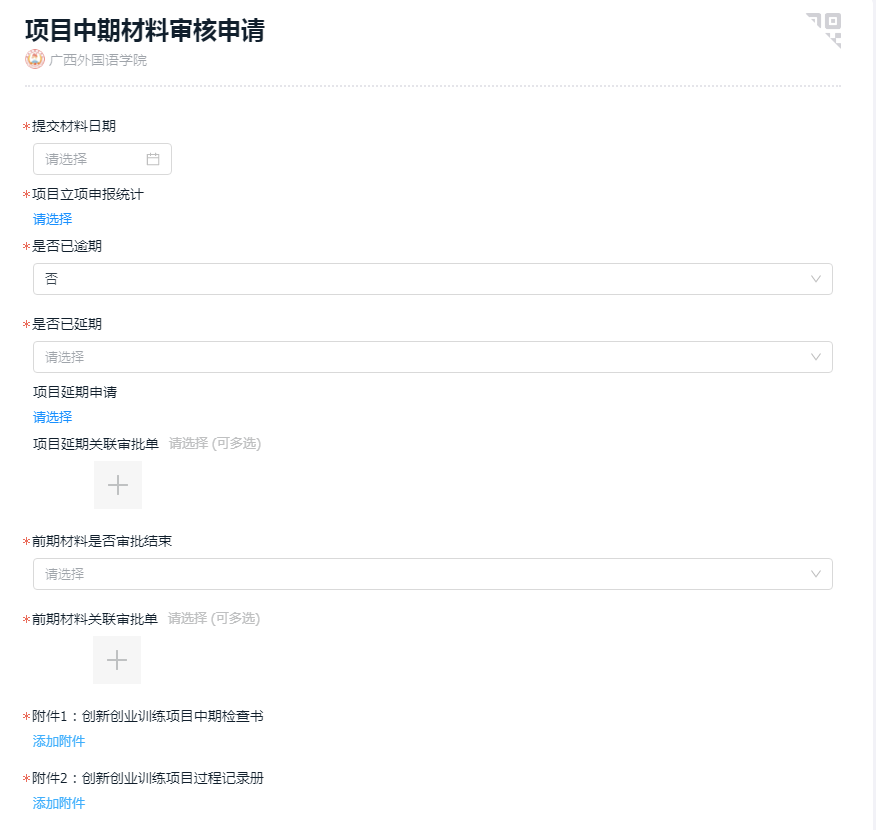 项目中期材料审核申请
广西外国语学院
*提交材料日期
请选择
*项目立项申报统计
请选择
*是否已逾期
否
*是否已延期
请选择
项目延期申请
请选择
项目延期关联审批单 请选择 (可多选)
*前期材料是否审批结束
请选择
*前期材料关联审批单 请选择 (可多选)
*附件1：创新创业训练项目中期检查书
添加附件
*附件2：创新创业训练项目过程记录册
添加附件